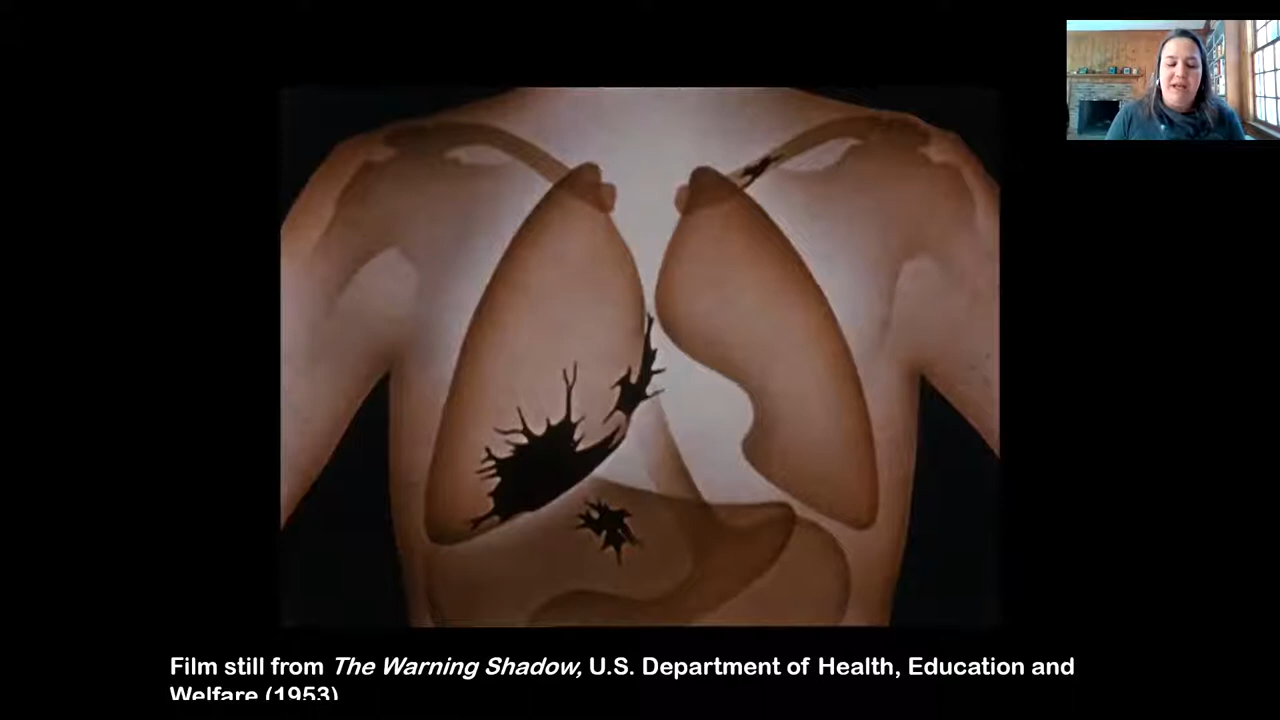 Film still from The Warning Shadow, U.S. Department of Health, Education and
Welfare (1953)